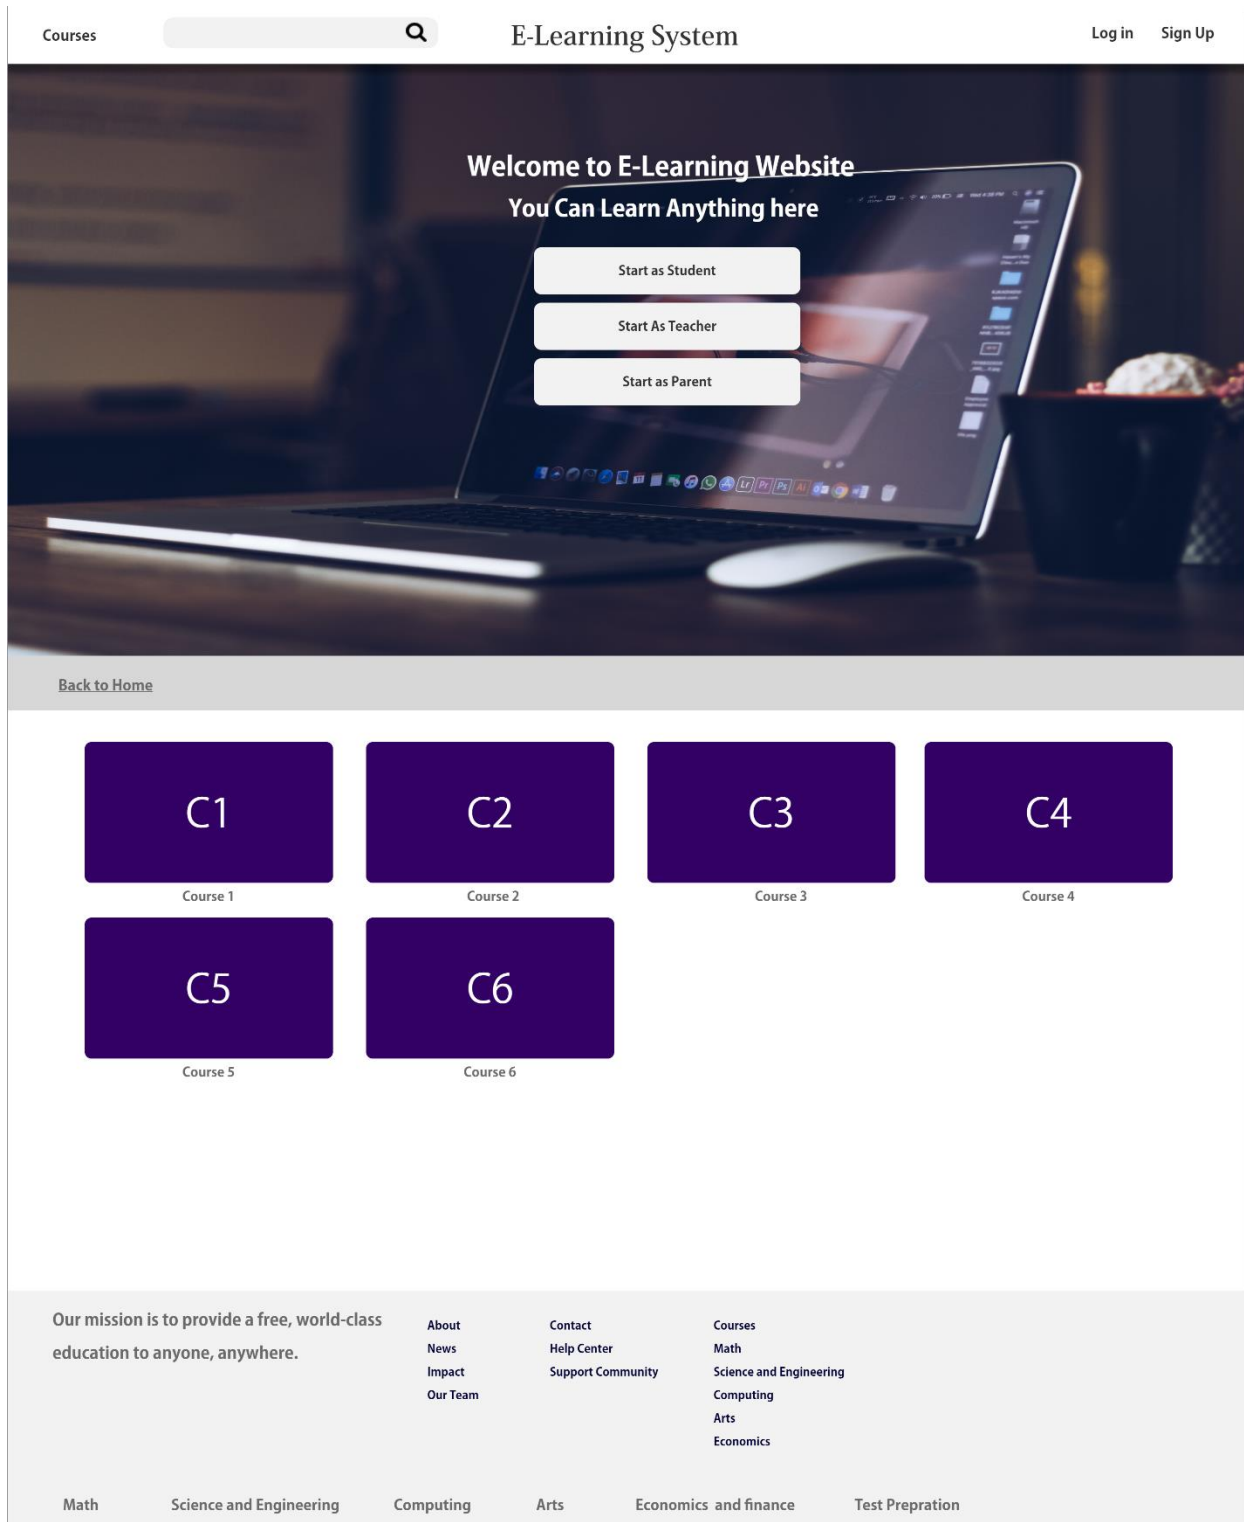 Courses
E-Learning System
Log in
Sign Up
Welcome to E-Learning Website
You Can Learn Anything here
Start as Student
Start As Teacher
Start as Parent
Lr Pr Ps Ai
Back to Home
C1
C2
C3
C4
Course 1
Course 2
Course 3
Course 4
C5
C6
Course 5
Course 6
Our mission is to provide a free, world-class
education to anyone, anywhere.
About
News
Impact
Our Team
Contact
Help Center
Support Community
Courses
Math
Science and Engineering
Computing
Arts
Economics
Math
Science and Engineering
Computing
Arts
Economics and finance
Test Prepration